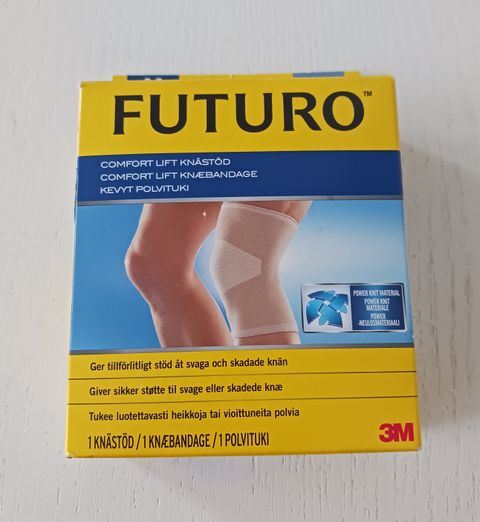 FUTURO™
COMFORT LIFT KNÄSTÖD
COMFORT LIFT KNÆBANDAGE
KEVYT POLVITUKI
POWER KNIT MATERIAL
POWER KNIT
MATERIALE
POWER
-NEULOSMATERIAALI
Ger tillförlitligt stöd åt svaga och skadade knän
Giver sikker støtte til svage eller skadede knæ
Tukee luotettavasti heikkoja tai vioittuneita polvia
1 KNÄSTÖD / 1 KNÆBANDAGE / 1 POLVITUKI
3M